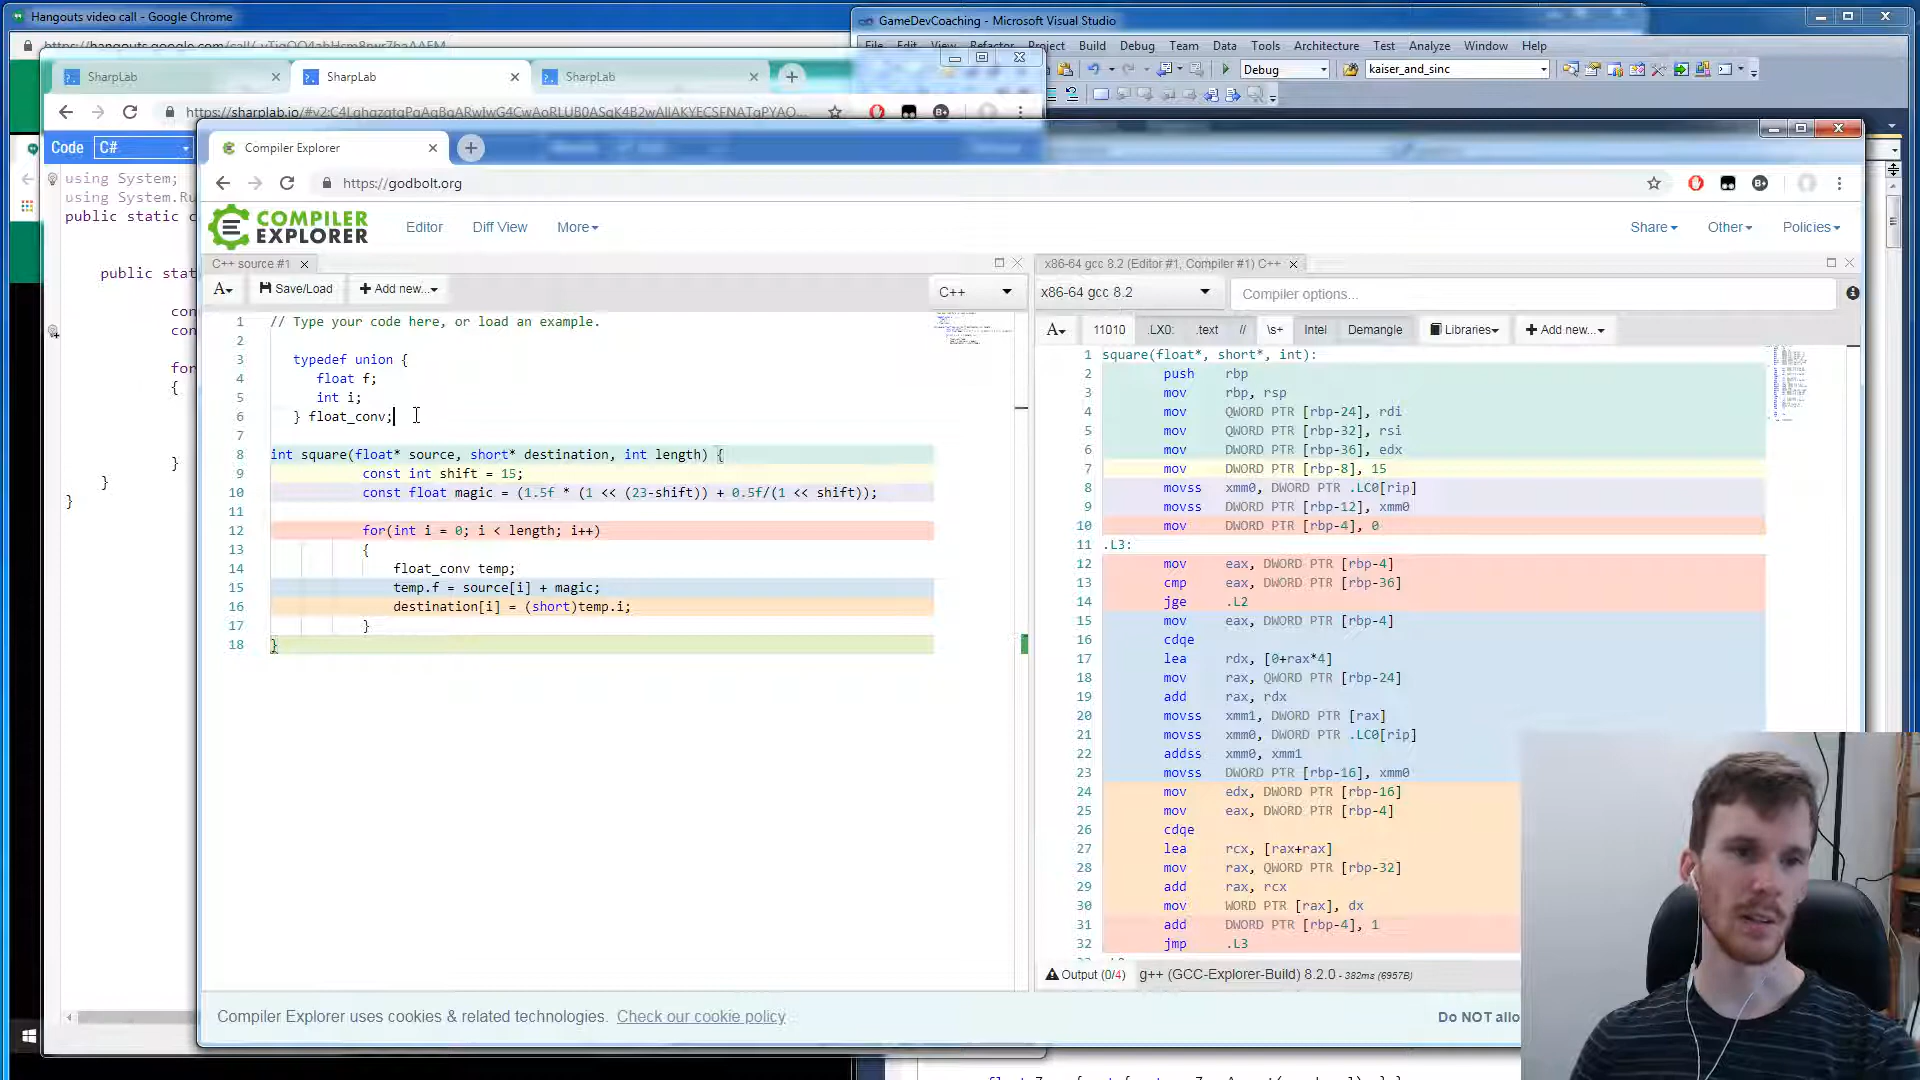 Hangouts video call - Google Chrome
GameDevCoaching - Microsoft Visual Studio
File Edit View Refactor Project Build Debug Team Data Tools Architecture Test Analyze Window Help
Debug
kaiser_and_sinc
SharpLab
SharpLab
SharpLab
Code C#
using System;
using System.Ru
public static c
public stat
con
con
for
{
}
}
}
Compiler Explorer
https://godbolt.org
COMPILER
EXPLORER
Editor Diff View More
Share Other Policies
C++ source #1
A Save/Load + Add new...
C++
1 // Type your code here, or load an example.
2
3 typedef union {
4 float f;
5 int i;
6 } float_conv;
7
8 int square(float* source, short* destination, int length) {
9 const int shift = 15;
10 const float magic = (1.5f * (1 << (23-shift)) + 0.5f/(1 << shift));
11
12 for(int i = 0; i < length; i++)
13 {
14 float_conv temp;
15 temp.f = source[i] + magic;
16 destination[i] = (short)temp.i;
17 }
18 }
x86-64 gcc 8.2 (Editor #1, Compiler #1) C++
x86-64 gcc 8.2
Compiler options...
A 11010 .LX0: .text // \s+ Intel Demangle Libraries + Add new...
1 square(float*, short*, int):
2 push rbp
3 mov rbp, rsp
4 mov QWORD PTR [rbp-24], rdi
5 mov QWORD PTR [rbp-32], rsi
6 mov DWORD PTR [rbp-36], edx
7 mov DWORD PTR [rbp-8], 15
8 movss xmm0, DWORD PTR .LC0[rip]
9 movss DWORD PTR [rbp-12], xmm0
10 mov DWORD PTR [rbp-4], 0
11 .L3:
12 mov eax, DWORD PTR [rbp-4]
13 cmp eax, DWORD PTR [rbp-36]
14 jge .L2
15 mov eax, DWORD PTR [rbp-4]
16 cdqe
17 lea rdx, [0+rax*4]
18 mov rax, QWORD PTR [rbp-24]
19 add rax, rdx
20 movss xmm1, DWORD PTR [rax]
21 movss xmm0, DWORD PTR .LC0[rip]
22 addss xmm0, xmm1
23 movss DWORD PTR [rbp-16], xmm0
24 mov edx, DWORD PTR [rbp-16]
25 mov eax, DWORD PTR [rbp-4]
26 cdqe
27 lea rcx, [rax+rax]
28 mov rax, QWORD PTR [rbp-32]
29 add rax, rcx
30 mov WORD PTR [rax], dx
31 add DWORD PTR [rbp-4], 1
32 jmp .L3
Output (0/4) g++ (GCC-Explorer-Build) 8.2.0 - 382ms (6957B)
Compiler Explorer uses cookies & related technologies. Check our cookie policy
Do NOT allo